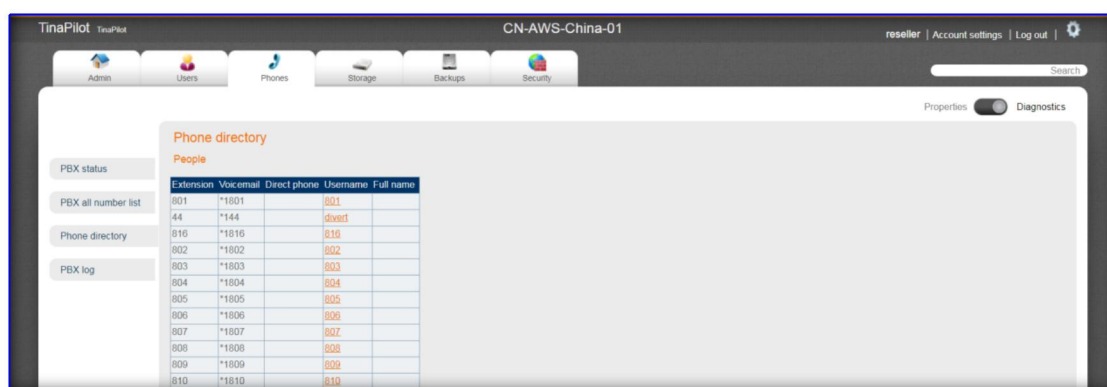 TinaPilot TinaPilot CN-AWS-China-01 reseller | Account settings | Log out |
Admin Users Phones Storage Backups Security Search
Properties Diagnostics
Phone directory
People
PBX status
PBX all number list
Phone directory
PBX log
Extension Voicemail Direct phone Username Full name
801 *1801 801
44 *144 divert
816 *1816 816
802 *1802 802
803 *1803 803
804 *1804 804
805 *1805 805
806 *1806 806
807 *1807 807
808 *1808 808
809 *1809 809
810 *1810 810